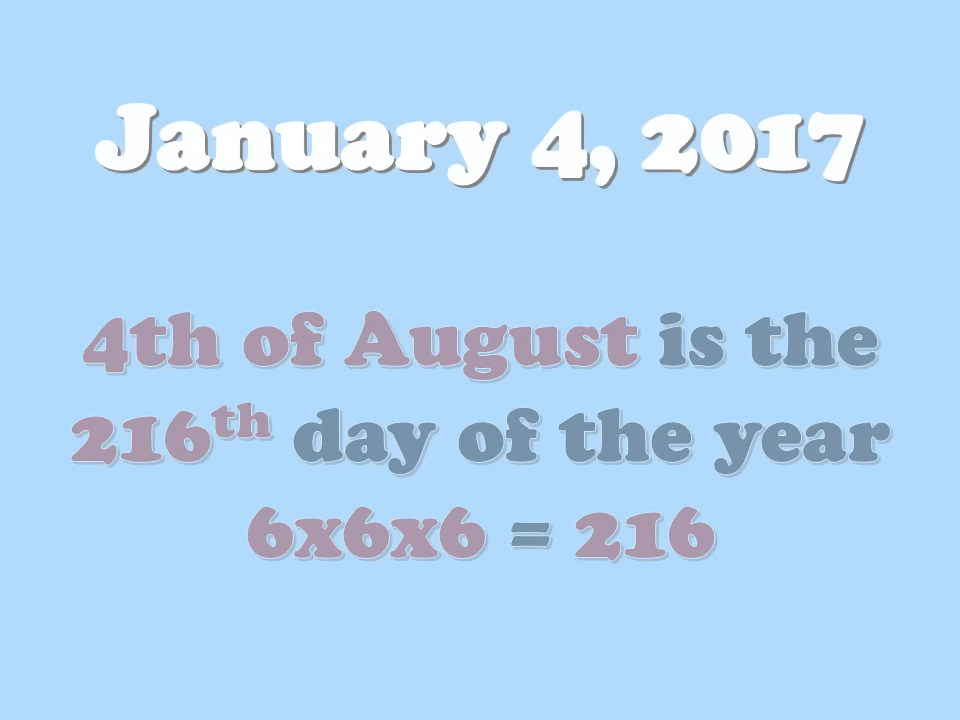 January 4, 2017
4th of August is the
216th day of the year
6x6x6 = 216